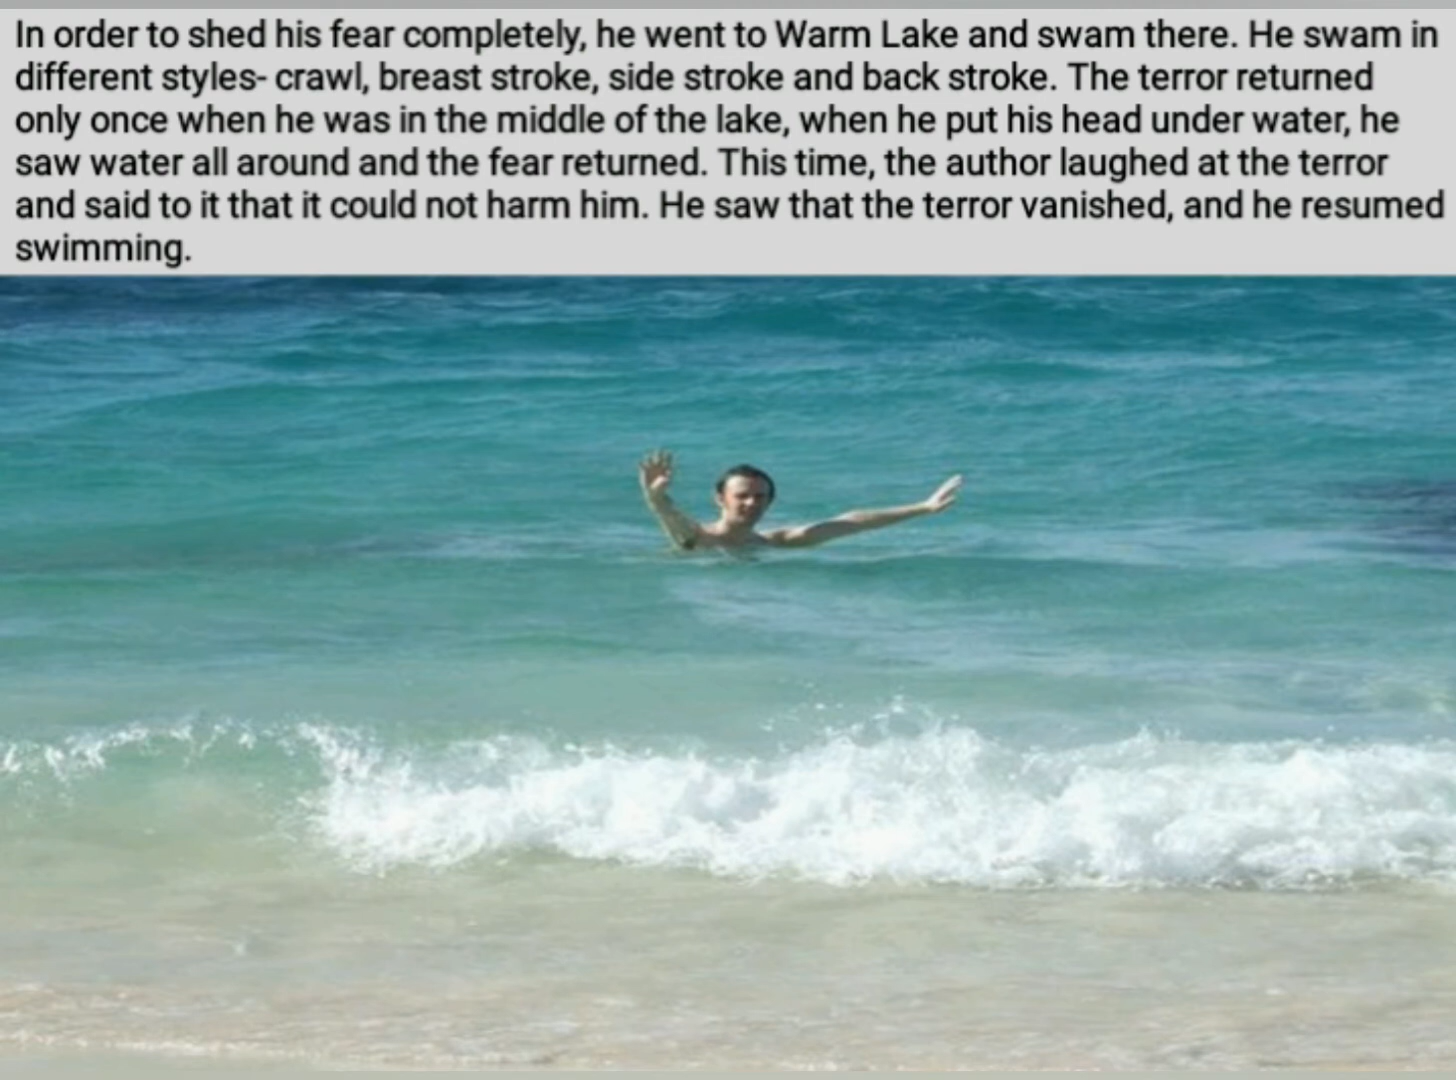 In order to shed his fear completely, he went to Warm Lake and swam there. He swam in
different styles- crawl, breast stroke, side stroke and back stroke. The terror returned
only once when he was in the middle of the lake, when he put his head under water, he
saw water all around and the fear returned. This time, the author laughed at the terror
and said to it that it could not harm him. He saw that the terror vanished, and he resumed
swimming.